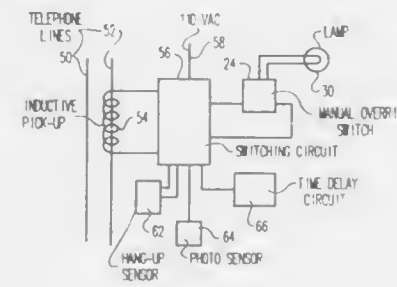 TELEPHONE LINES
50
52
110-VAC
56
58
LAMP
24
30
INDUCTIVE PICK-UP
54
MANUAL OVERRI
SWITCH
SWITCHING CIRCUIT
TIME DELAY CIRCUIT
62
64
66
HANG-UP SENSOR
PHOTO SENSOR